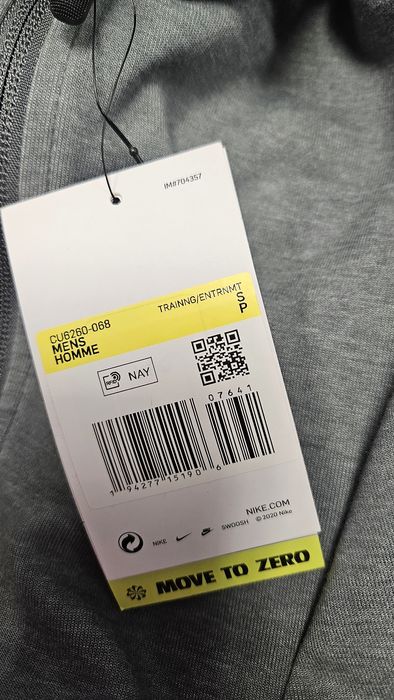 IM#704357
TRAINNG/ENTRNMT
CU6260-068
S
MENS
P
HOMME
RFID
NAY
07641
1 94277 15190 6
NIKE.COM
NIKE SWOOSH © 2020 Nike
MOVE TO ZERO